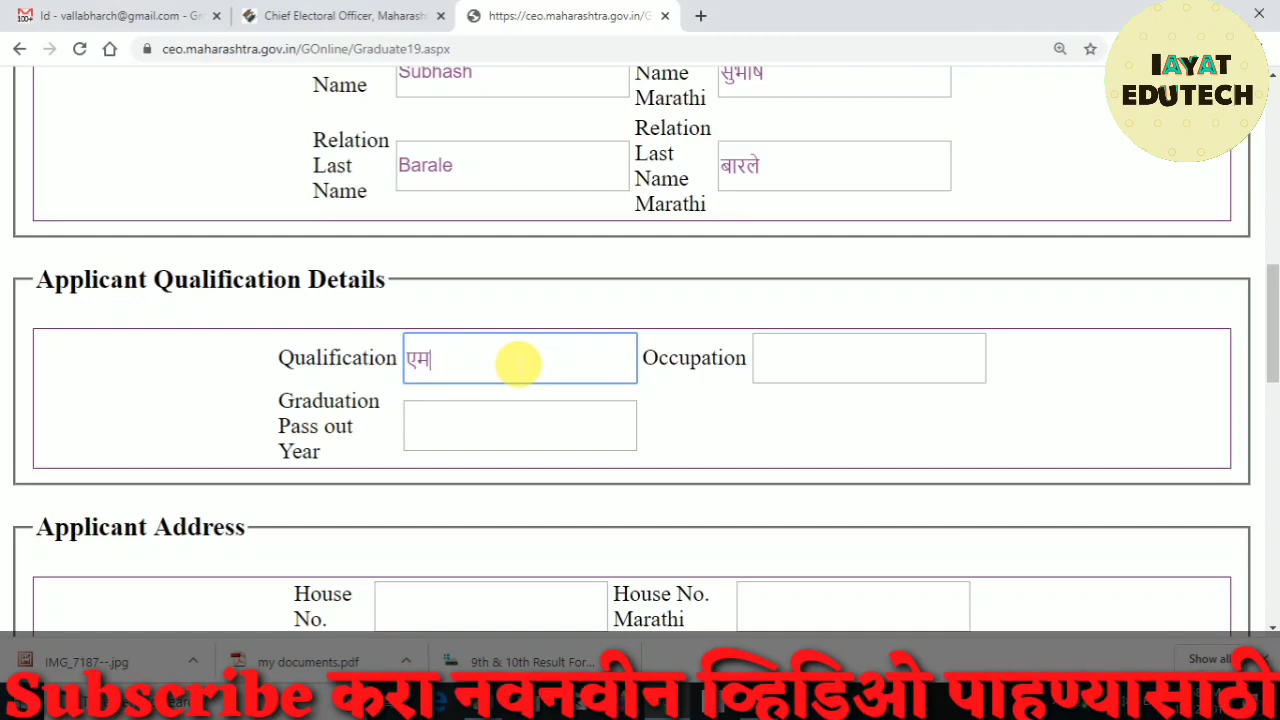 Id - vallabharch@gmail.com - Gm
Chief Electoral Officer, Maharash
https://ceo.maharashtra.gov.in/G
ceo.maharashtra.gov.in/GOnline/Graduate19.aspx
IAYAT
EDUTECH
Name
Subhash
Name
Marathi
सुभाष
Relation
Last
Name
Barale
Relation
Last
Name
Marathi
बारले
Applicant Qualification Details
Qualification
एम
Occupation
Graduation
Pass out
Year
Applicant Address
House
No.
House No.
Marathi
IMG_7187--.jpg
my documents.pdf
9th & 10th Result For...
Show all
Subscribe करा नवनवीन व्हिडिओ पाहण्यासाठी